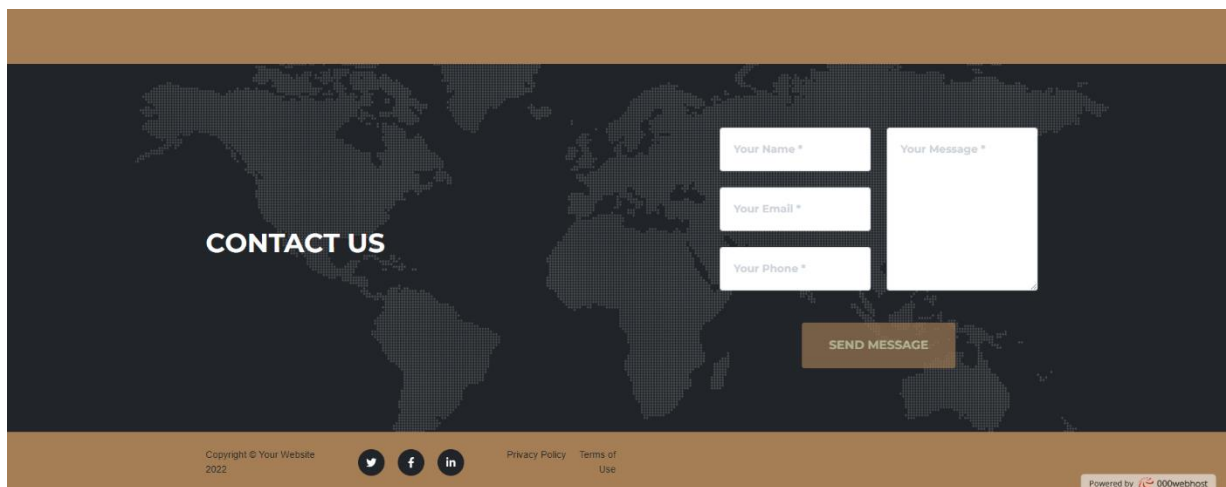 CONTACT US
Your Name *
Your Email *
Your Phone *
Your Message *
SEND MESSAGE
Copyright © Your Website
2022
Privacy Policy
Terms of
Use
Powered by 000webhost